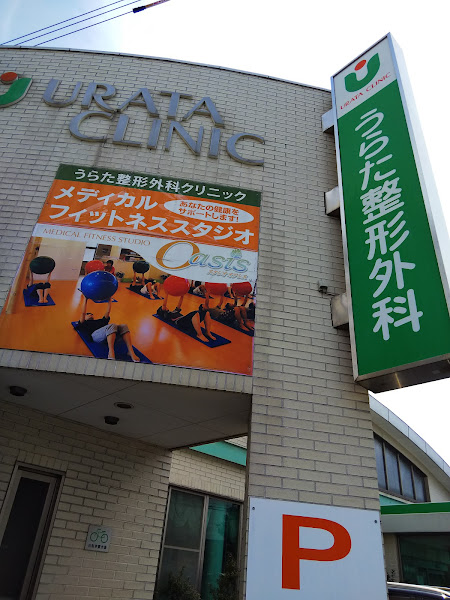 URATA
CLINIC
うらた整形外科クリニック
メディカル
フィットネススタジオ
あなたの健康を
サポートします!
MEDICAL FITNESS STUDIO
Oasis
URATA CLINIC
うらた整形外科
P